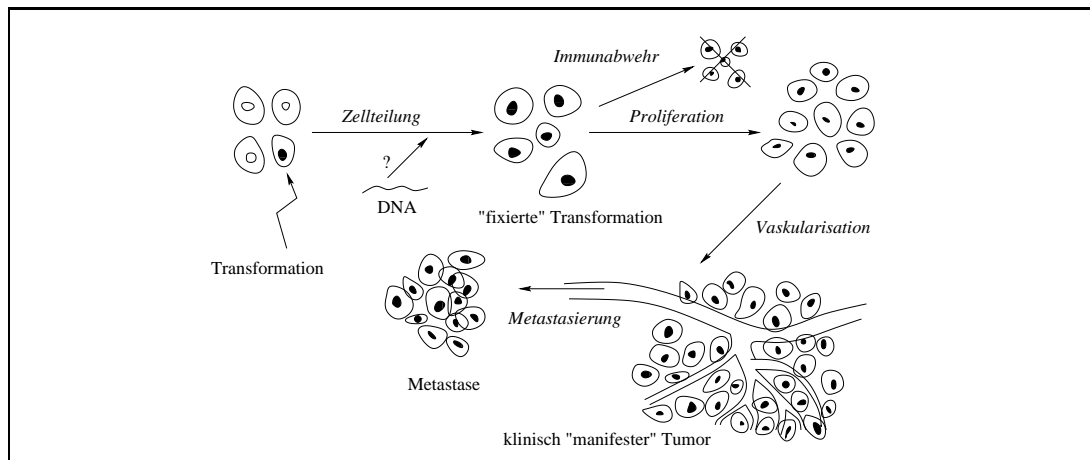 Immunabwehr
Zellteilung
Proliferation
?
DNA
"fixierte" Transformation
Vaskularisation
Transformation
Metastasierung
Metastase
klinisch "manifester" Tumor